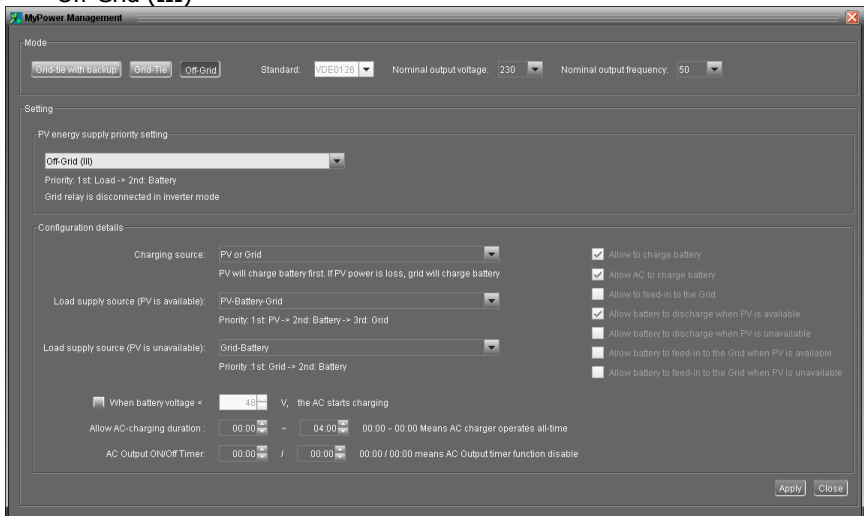 Off-Grid (III)
MyPower Management
Mode
Grid-tie with backup Grid-Tie Off-Grid Standard: VDE0126 Nominal output voltage: 230 Nominal output frequency: 50
Setting
PV energy supply priority setting
Off-Grid (III)
Priority: 1st: Load -> 2nd: Battery
Grid relay is disconnected in inverter mode
Configuration details
Charging source: PV or Grid
PV will charge battery first. If PV power is loss, grid will charge battery
Load supply source (PV is available): PV-Battery-Grid
Priority: 1st: PV -> 2nd: Battery -> 3rd: Grid
Load supply source (PV is unavailable): Grid-Battery
Priority :1st: Grid -> 2nd: Battery
Allow to charge battery
Allow AC to charge battery
Allow to feed-in to the Grid
Allow battery to discharge when PV is available
Allow battery to discharge when PV is unavailable
Allow battery to feed-in to the Grid when PV is available
Allow battery to feed-in to the Grid when PV is unavailable
When battery voltage < 48 V, the AC starts charging
Allow AC-charging duration : 00:00 – 04:00 00:00 - 00:00 Means AC charger operates all-time
AC Output ON/Off Timer: 00:00 / 00:00 00:00 / 00:00 means AC Output timer function disable
Apply Close